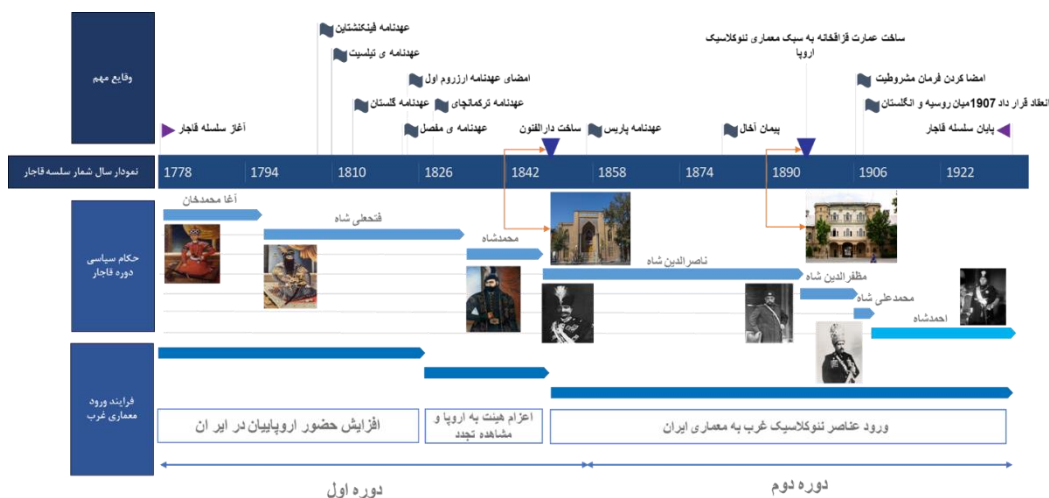 وقایع مهم
عهدنامه فینکنشتاین
عهدنامه ی تیلسیت
امضای عهدنامه ارزروم اول
عهدنامه گلستان
عهدنامه ترکمانچای
عهدنامه ی مفصل
آغاز سلسله قاجار
ساخت دارالفنون
عهدنامه پاریس
پیمان آخال
ساخت عمارت قزاقخانه به سبک معماری نئوکلاسیک
اروپا
امضا کردن فرمان مشروطیت
انعقاد قرار داد 1907میان روسیه و انگلستان
پایان سلسله قاجار
نمودار سال شمار سلسه قاجار
1778 1794 1810 1826 1842 1858 1874 1890 1906 1922
حکام سیاسی
دوره قاجار
آغا محمدخان
فتحعلی شاه
محمدشاه
ناصرالدین شاه
مظفرالدین شاه
محمدعلی شاه
احمدشاه
فرایند ورود
معماری غرب
افزایش حضور اروپاییان در ایر ان
اعزام هیئت به اروپا و
مشاهده تجدد
ورود عناصر نئوکلاسیک غرب به معماری ایران
دوره اول
دوره دوم